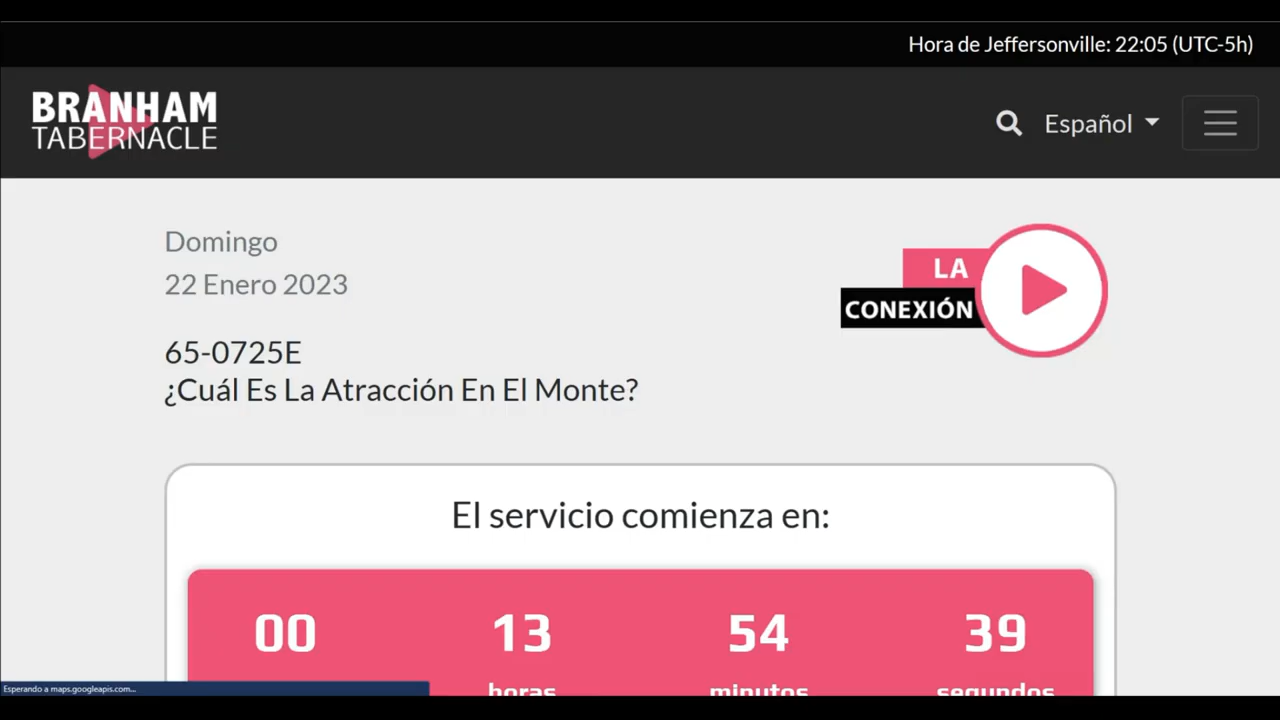 Hora de Jeffersonville: 22:05 (UTC-5h)
BRANHAM
TABERNACLE
Español
Domingo
22 Enero 2023
LA
CONEXIÓN
65-0725E
¿Cuál Es La Atracción En El Monte?
El servicio comienza en:
00 13 54 39
horas minutos segundos
Esperando a maps.googleapis.com...